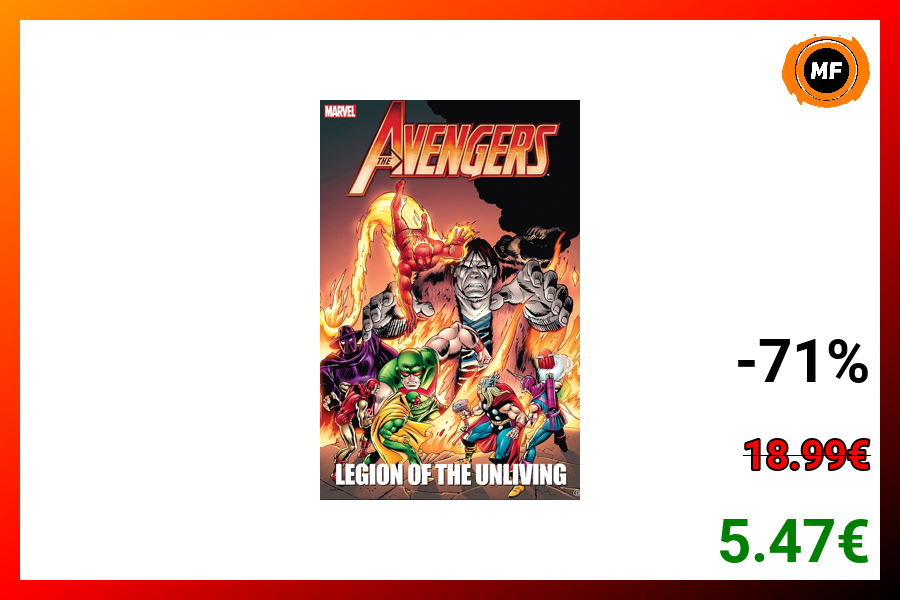 MF
MARVEL
THE AVENGERS
LEGION OF THE UNLIVING
-71%
18.99€
5.47€